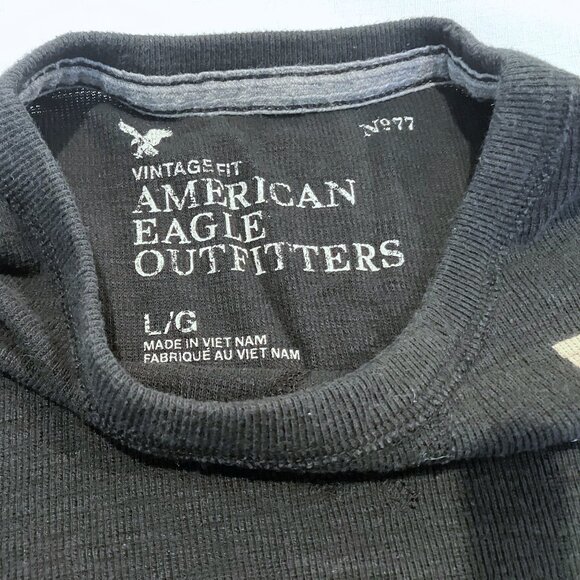 Nº77
VINTAGE FIT
AMERICAN
EAGLE
OUTFITTERS
L/G
MADE IN VIET NAM
FABRIQUÉ AU VIET NAM